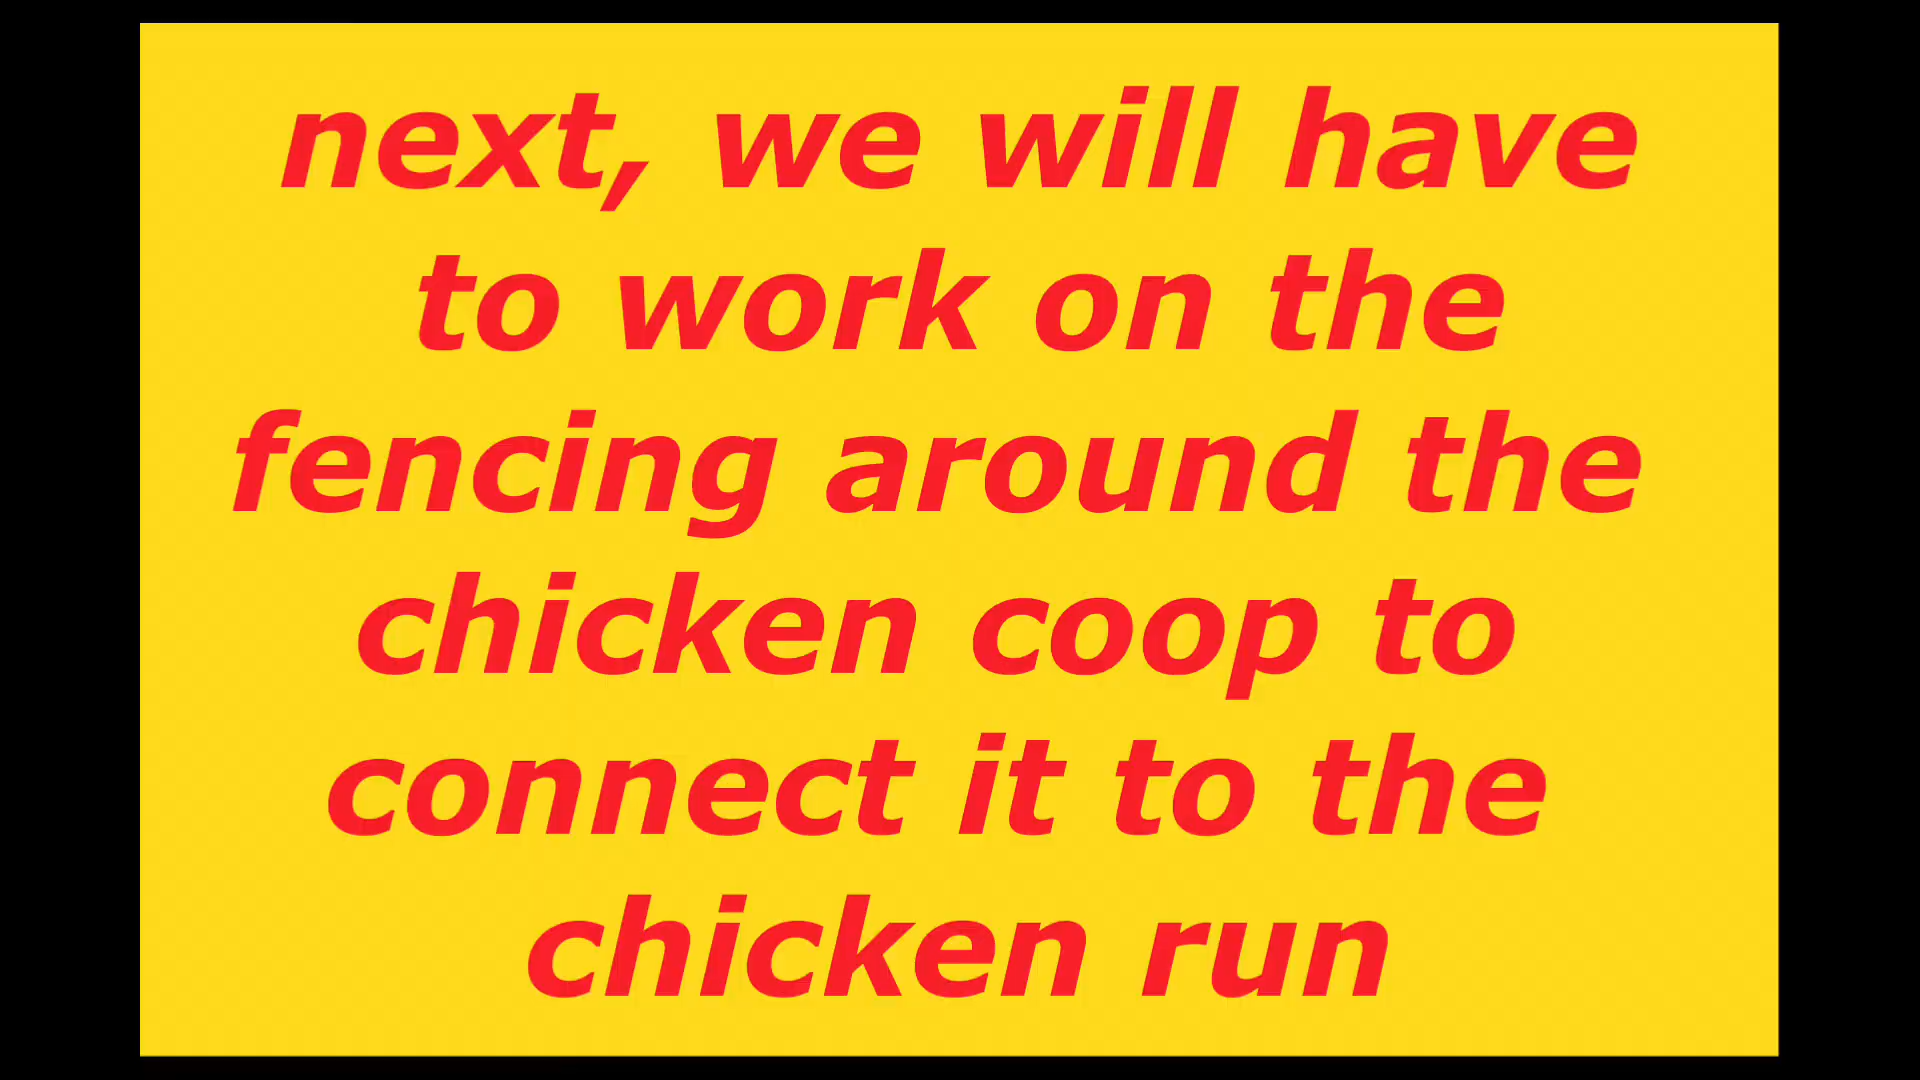 next, we will have
to work on the
fencing around the
chicken coop to
connect it to the
chicken run